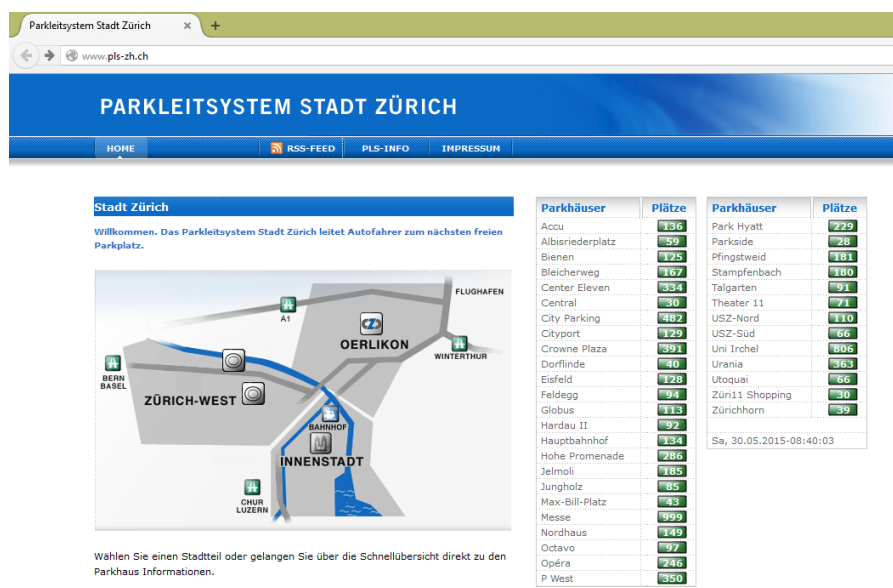 Parkleitsystem Stadt Zürich × +
www.pls-zh.ch
PARKLEITSYSTEM STADT ZÜRICH
HOME RSS-FEED PLS-INFO IMPRESSUM
Stadt Zürich
Willkommen. Das Parkleitsystem Stadt Zürich leitet Autofahrer zum nächsten freien
Parkplatz.
FLUGHAFEN
A1
OERLIKON
WINTERTHUR
BERN
BASEL
ZÜRICH-WEST
BAHNHOF
INNENSTADT
CHUR
LUZERN
Wählen Sie einen Stadtteil oder gelangen Sie über die Schnellübersicht direkt zu den
Parkhaus Informationen.
Parkhäuser Plätze
Accu 136
Albisriederplatz 59
Bienen 125
Bleicherweg 167
Center Eleven 334
Central 30
City Parking 482
Cityport 129
Crowne Plaza 391
Dorflinde 40
Eisfeld 128
Feldegg 94
Globus 113
Hardau II 92
Hauptbahnhof 134
Hohe Promenade 286
Jelmoli 185
Jungholz 85
Max-Bill-Platz 43
Messe 999
Nordhaus 149
Octavo 97
Opéra 246
P West 350
Parkhäuser Plätze
Park Hyatt 229
Parkside 28
Pfingstweid 181
Stampfenbach 180
Talgarten 91
Theater 11 71
USZ-Nord 110
USZ-Süd 66
Uni Irchel 806
Urania 363
Utoquai 66
Züri11 Shopping 30
Zürichhorn 39
Sa, 30.05.2015-08:40:03